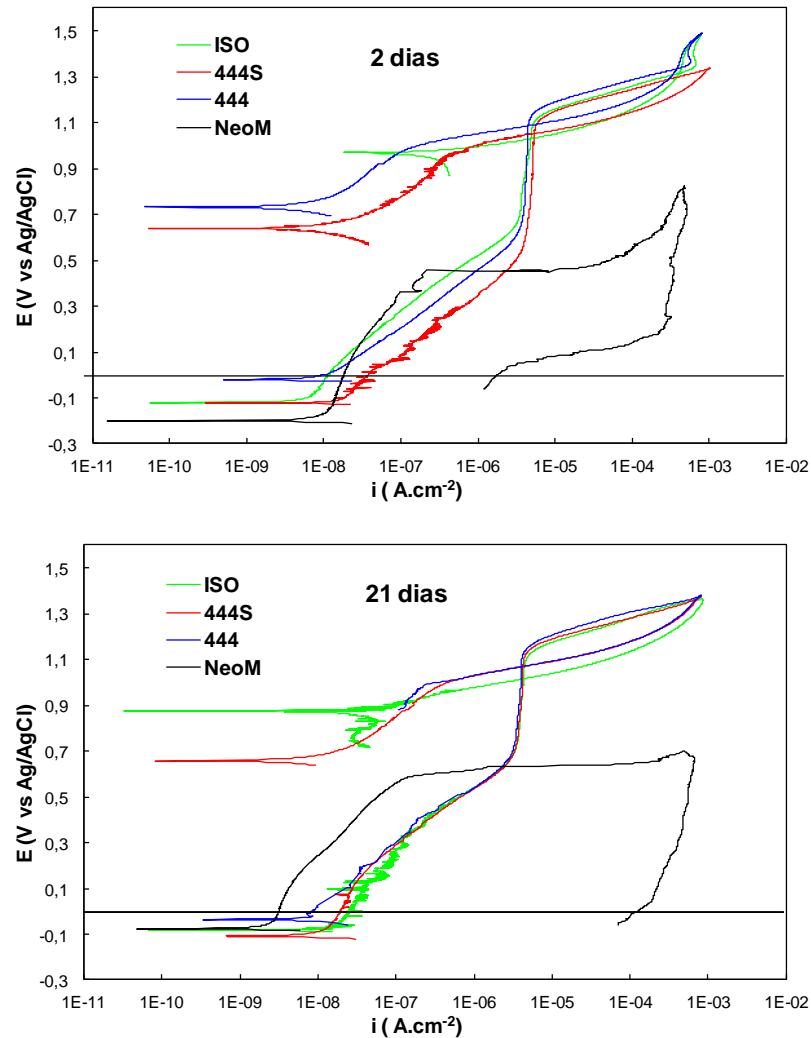 1,5
1,3
1,1
0,9
0,7
0,5
0,3
0,1
-0,1
-0,3
E (V vs Ag/AgCl)
ISO
444S
444
NeoM
2 dias
1E-11 1E-10 1E-09 1E-08 1E-07 1E-06 1E-05 1E-04 1E-03 1E-02
i ( A.cm-2)
1,5
1,3
1,1
0,9
0,7
0,5
0,3
0,1
-0,1
-0,3
E (V vs Ag/AgCl)
ISO
444S
444
NeoM
21 dias
1E-11 1E-10 1E-09 1E-08 1E-07 1E-06 1E-05 1E-04 1E-03 1E-02
i ( A.cm-2)